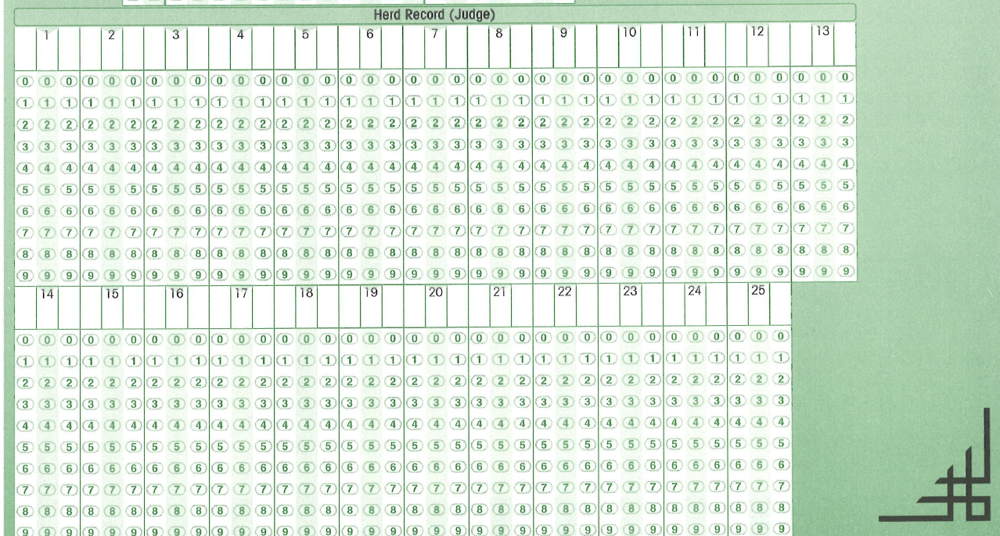 Herd Record (Judge)
1 2 3 4 5 6 7 8 9 10 11 12 13
0 0 0 0 0 0 0 0 0 0 0 0 0 0 0 0 0 0 0 0 0 0 0 0 0 0 0 0 0 0 0 0 0 0 0 0 0 0 0
1 1 1 1 1 1 1 1 1 1 1 1 1 1 1 1 1 1 1 1 1 1 1 1 1 1 1 1 1 1 1 1 1 1 1 1 1 1 1
2 2 2 2 2 2 2 2 2 2 2 2 2 2 2 2 2 2 2 2 2 2 2 2 2 2 2 2 2 2 2 2 2 2 2 2 2 2 2
3 3 3 3 3 3 3 3 3 3 3 3 3 3 3 3 3 3 3 3 3 3 3 3 3 3 3 3 3 3 3 3 3 3 3 3 3 3 3
4 4 4 4 4 4 4 4 4 4 4 4 4 4 4 4 4 4 4 4 4 4 4 4 4 4 4 4 4 4 4 4 4 4 4 4 4 4 4
5 5 5 5 5 5 5 5 5 5 5 5 5 5 5 5 5 5 5 5 5 5 5 5 5 5 5 5 5 5 5 5 5 5 5 5 5 5 5
6 6 6 6 6 6 6 6 6 6 6 6 6 6 6 6 6 6 6 6 6 6 6 6 6 6 6 6 6 6 6 6 6 6 6 6 6 6 6
7 7 7 7 7 7 7 7 7 7 7 7 7 7 7 7 7 7 7 7 7 7 7 7 7 7 7 7 7 7 7 7 7 7 7 7 7 7 7
8 8 8 8 8 8 8 8 8 8 8 8 8 8 8 8 8 8 8 8 8 8 8 8 8 8 8 8 8 8 8 8 8 8 8 8 8 8 8
9 9 9 9 9 9 9 9 9 9 9 9 9 9 9 9 9 9 9 9 9 9 9 9 9 9 9 9 9 9 9 9 9 9 9 9 9 9 9
14 15 16 17 18 19 20 21 22 23 24 25
0 0 0 0 0 0 0 0 0 0 0 0 0 0 0 0 0 0 0 0 0 0 0 0 0 0 0 0 0 0 0 0 0 0 0 0
1 1 1 1 1 1 1 1 1 1 1 1 1 1 1 1 1 1 1 1 1 1 1 1 1 1 1 1 1 1 1 1 1 1 1 1
2 2 2 2 2 2 2 2 2 2 2 2 2 2 2 2 2 2 2 2 2 2 2 2 2 2 2 2 2 2 2 2 2 2 2 2
3 3 3 3 3 3 3 3 3 3 3 3 3 3 3 3 3 3 3 3 3 3 3 3 3 3 3 3 3 3 3 3 3 3 3 3
4 4 4 4 4 4 4 4 4 4 4 4 4 4 4 4 4 4 4 4 4 4 4 4 4 4 4 4 4 4 4 4 4 4 4 4
5 5 5 5 5 5 5 5 5 5 5 5 5 5 5 5 5 5 5 5 5 5 5 5 5 5 5 5 5 5 5 5 5 5 5 5
6 6 6 6 6 6 6 6 6 6 6 6 6 6 6 6 6 6 6 6 6 6 6 6 6 6 6 6 6 6 6 6 6 6 6 6
7 7 7 7 7 7 7 7 7 7 7 7 7 7 7 7 7 7 7 7 7 7 7 7 7 7 7 7 7 7 7 7 7 7 7 7
8 8 8 8 8 8 8 8 8 8 8 8 8 8 8 8 8 8 8 8 8 8 8 8 8 8 8 8 8 8 8 8 8 8 8 8
9 9 9 9 9 9 9 9 9 9 9 9 9 9 9 9 9 9 9 9 9 9 9 9 9 9 9 9 9 9 9 9 9 9 9 9